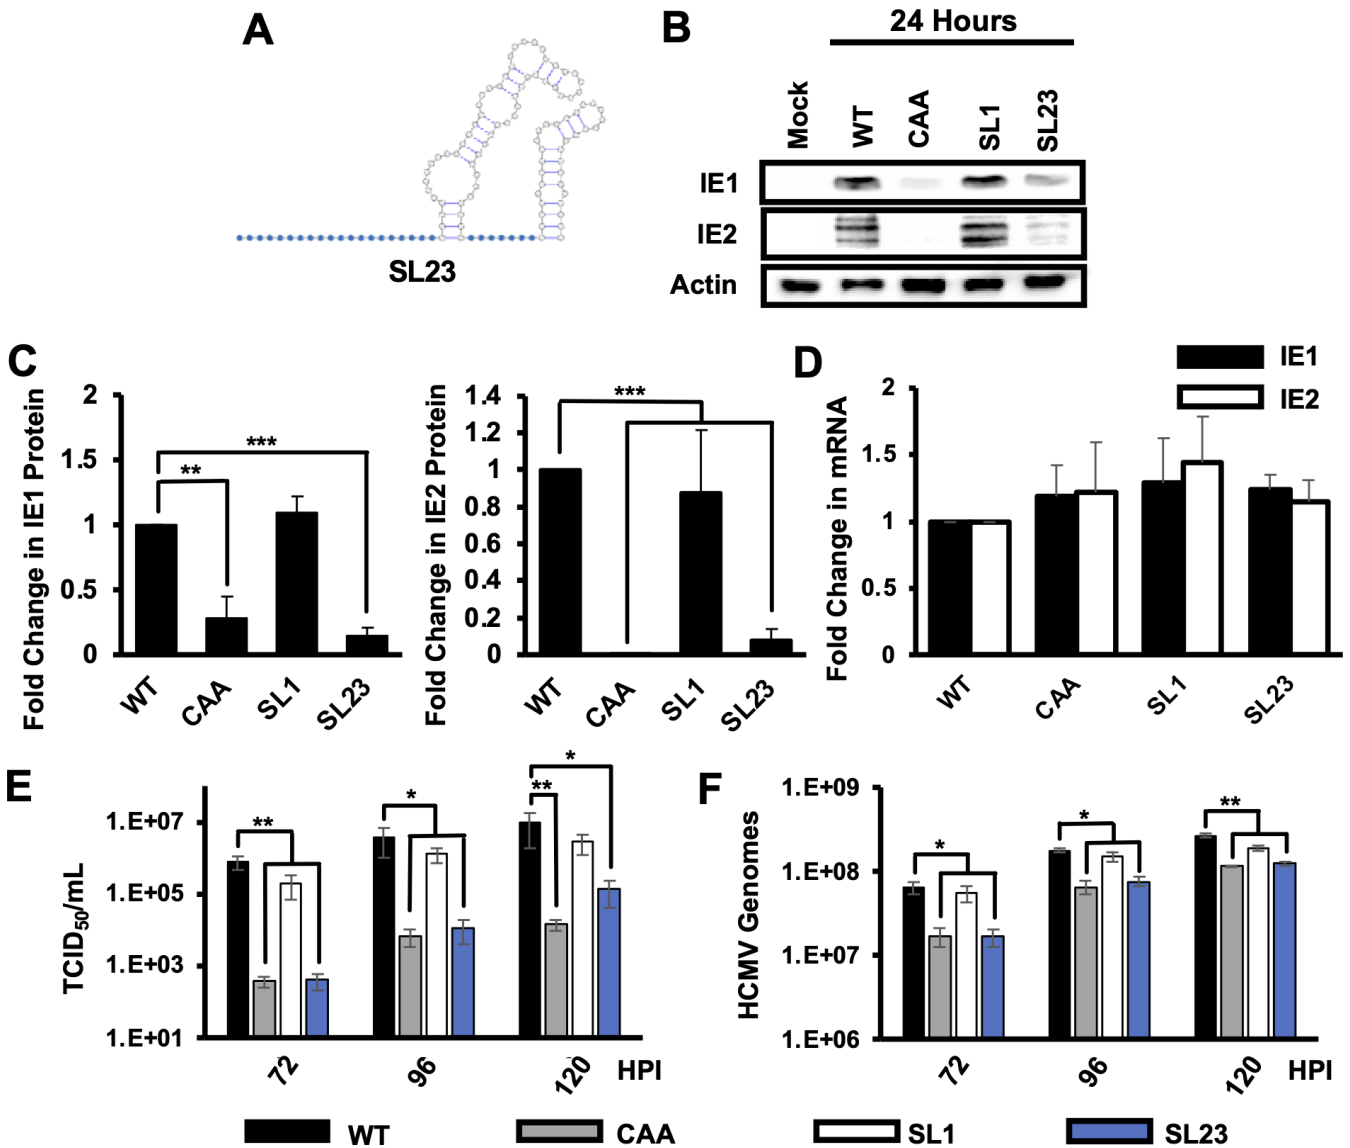 A
SL23
B
24 Hours
Mock
WT
CAA
SL1
SL23
IE1
IE2
Actin
C
Fold Change in IE1 Protein
2
1.5
1
0.5
0
**
***
WT
CAA
SL1
SL23
Fold Change in IE2 Protein
1.4
1.2
1
0.8
0.6
0.4
0.2
0
***
WT
CAA
SL1
SL23
D
IE1
IE2
Fold Change in mRNA
2
1.5
1
0.5
0
WT
CAA
SL1
SL23
E
TCID50/mL
1.E+07
1.E+05
1.E+03
1.E+01
**
*
**
*
72
96
120
HPI
F
HCMV Genomes
1.E+09
1.E+08
1.E+07
1.E+06
*
*
**
72
96
120
HPI
WT
CAA
SL1
SL23